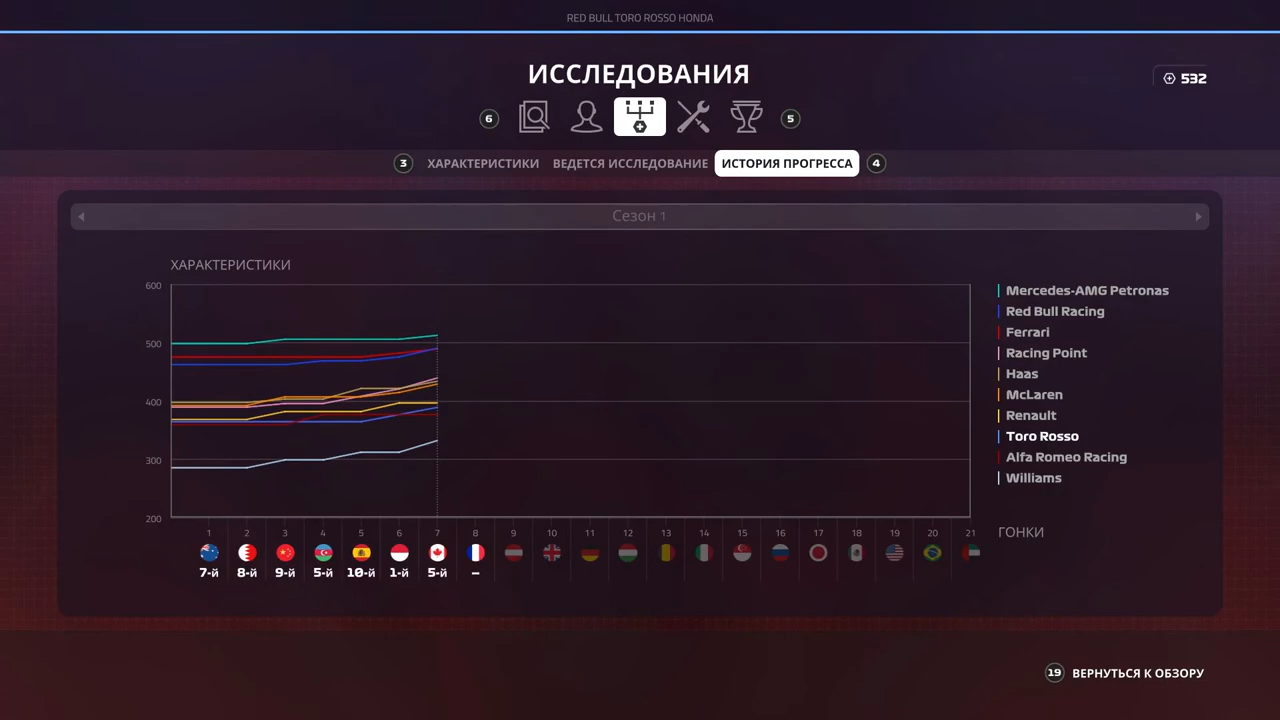 RED BULL TORO ROSSO HONDA
ИССЛЕДОВАНИЯ
532
6
5
3 ХАРАКТЕРИСТИКИ ВЕДЕТСЯ ИССЛЕДОВАНИЕ ИСТОРИЯ ПРОГРЕССА 4
Сезон 1
ХАРАКТЕРИСТИКИ
600
500
400
300
200
Mercedes-AMG Petronas
Red Bull Racing
Ferrari
Racing Point
Haas
McLaren
Renault
Toro Rosso
Alfa Romeo Racing
Williams
1 2 3 4 5 6 7 8 9 10 11 12 13 14 15 16 17 18 19 20 21
ГОНКИ
7-й 8-й 9-й 5-й 10-й 1-й 5-й –
19 ВЕРНУТЬСЯ К ОБЗОРУ